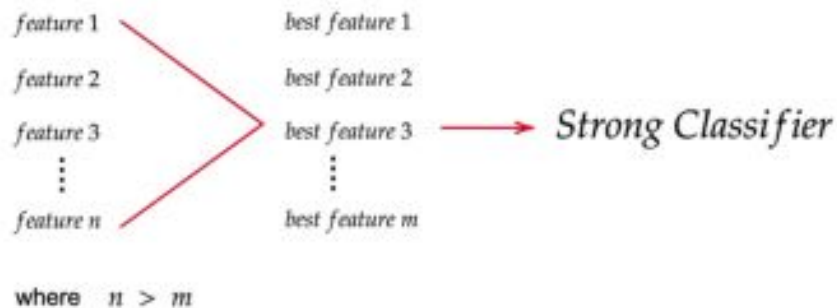 feature 1
feature 2
feature 3
feature n
best feature 1
best feature 2
best feature 3
best feature m
Strong Classifier
where n > m